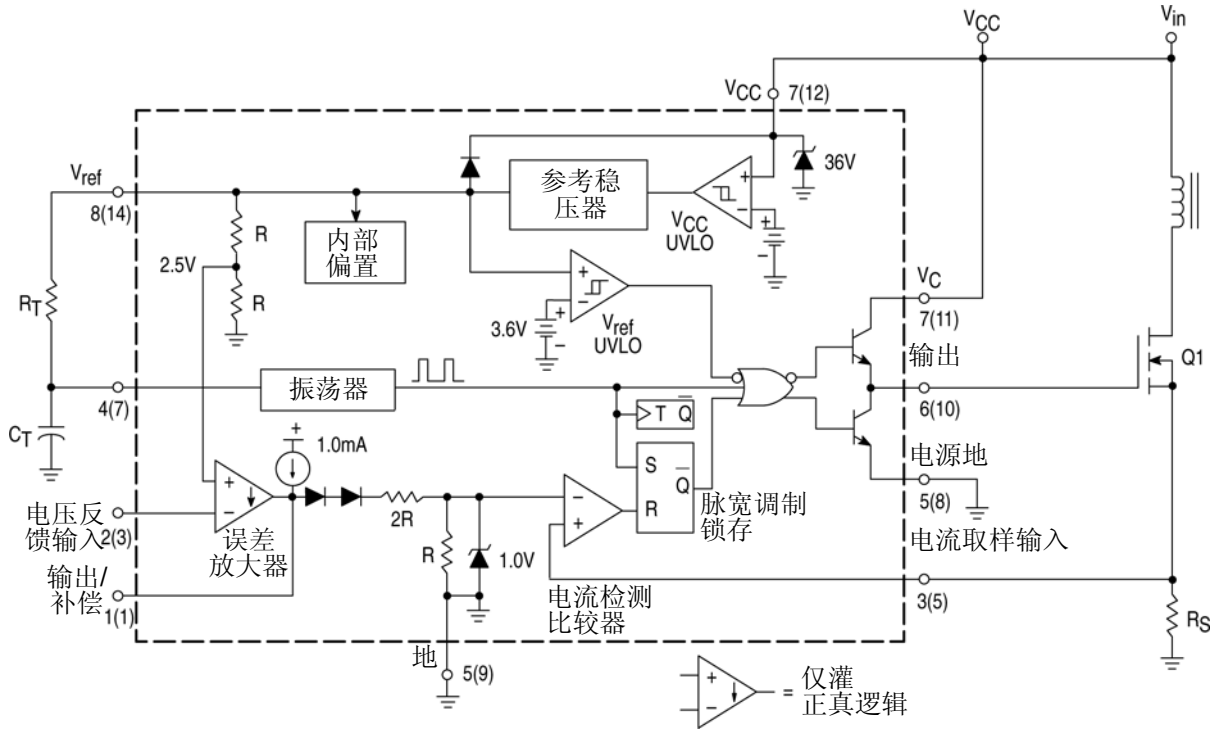 VCC
Vin
VCC 7(12)
Vref
8(14)
36V
参考稳
压器
+
−
VCC
UVLO
+
−
R
内部
偏置
2.5V
R
RT
+
−
3.6V
+
−
Vref
UVLO
VC
7(11)
输出
Q1
振荡器
4(7)
6(10)
CT
+
1.0mA
T Q
S
Q
R
脉宽调制
锁存
电源地
5(8)
电压反
馈输入
2(3)
+
−
误差
放大器
2R
R
1.0V
−
+
电流取样输入
输出/
补偿
1(1)
电流检测
比较器
3(5)
RS
地
5(9)
+
−
=
仅灌
正真逻辑